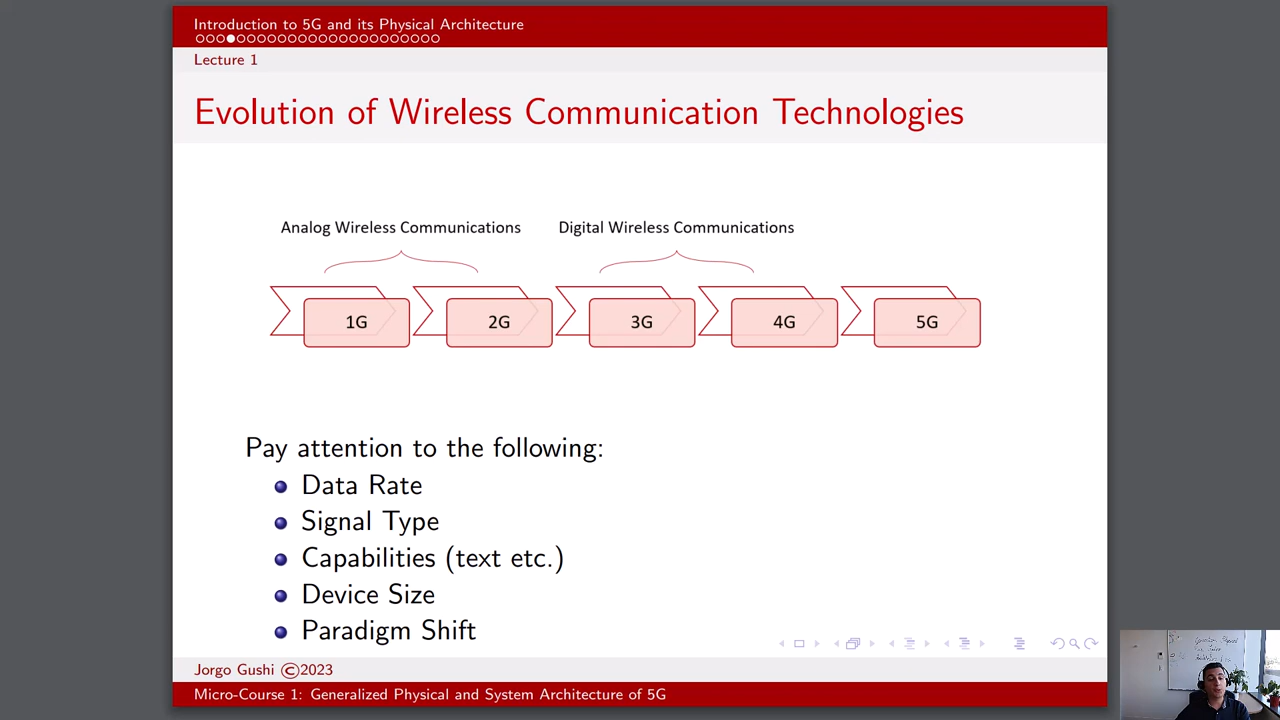 Introduction to 5G and its Physical Architecture
Lecture 1
Evolution of Wireless Communication Technologies
Analog Wireless Communications
Digital Wireless Communications
1G
2G
3G
4G
5G
Pay attention to the following:
Data Rate
Signal Type
Capabilities (text etc.)
Device Size
Paradigm Shift
Jorgo Gushi ©2023
Micro-Course 1: Generalized Physical and System Architecture of 5G